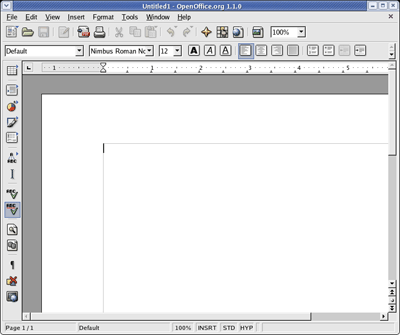 Untitled1 - OpenOffice.org 1.1.0
File Edit View Insert Format Tools Window Help
100%
Default Nimbus Roman No 12 A A A
1 1 2 3 4 5
Page 1 / 1 Default 100% INSRT STD HYP